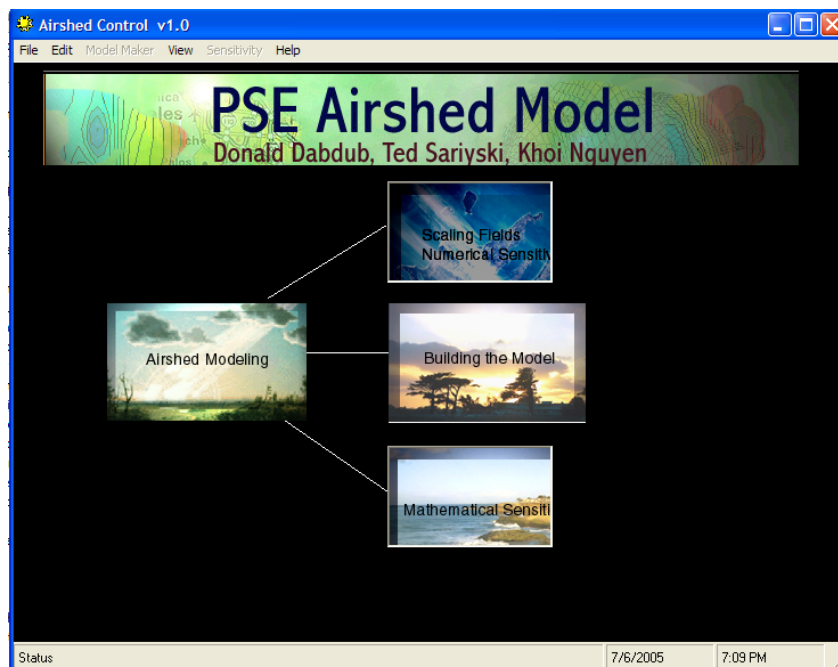 Airshed Control v1.0
File Edit Model Maker View Sensitivity Help
PSE Airshed Model
Donald Dabdub, Ted Sariyski, Khoi Nguyen
Scaling Fields
Numerical Sensitiv
Airshed Modeling
Building the Model
Mathematical Sensiti
Status 7/6/2005 7:09 PM